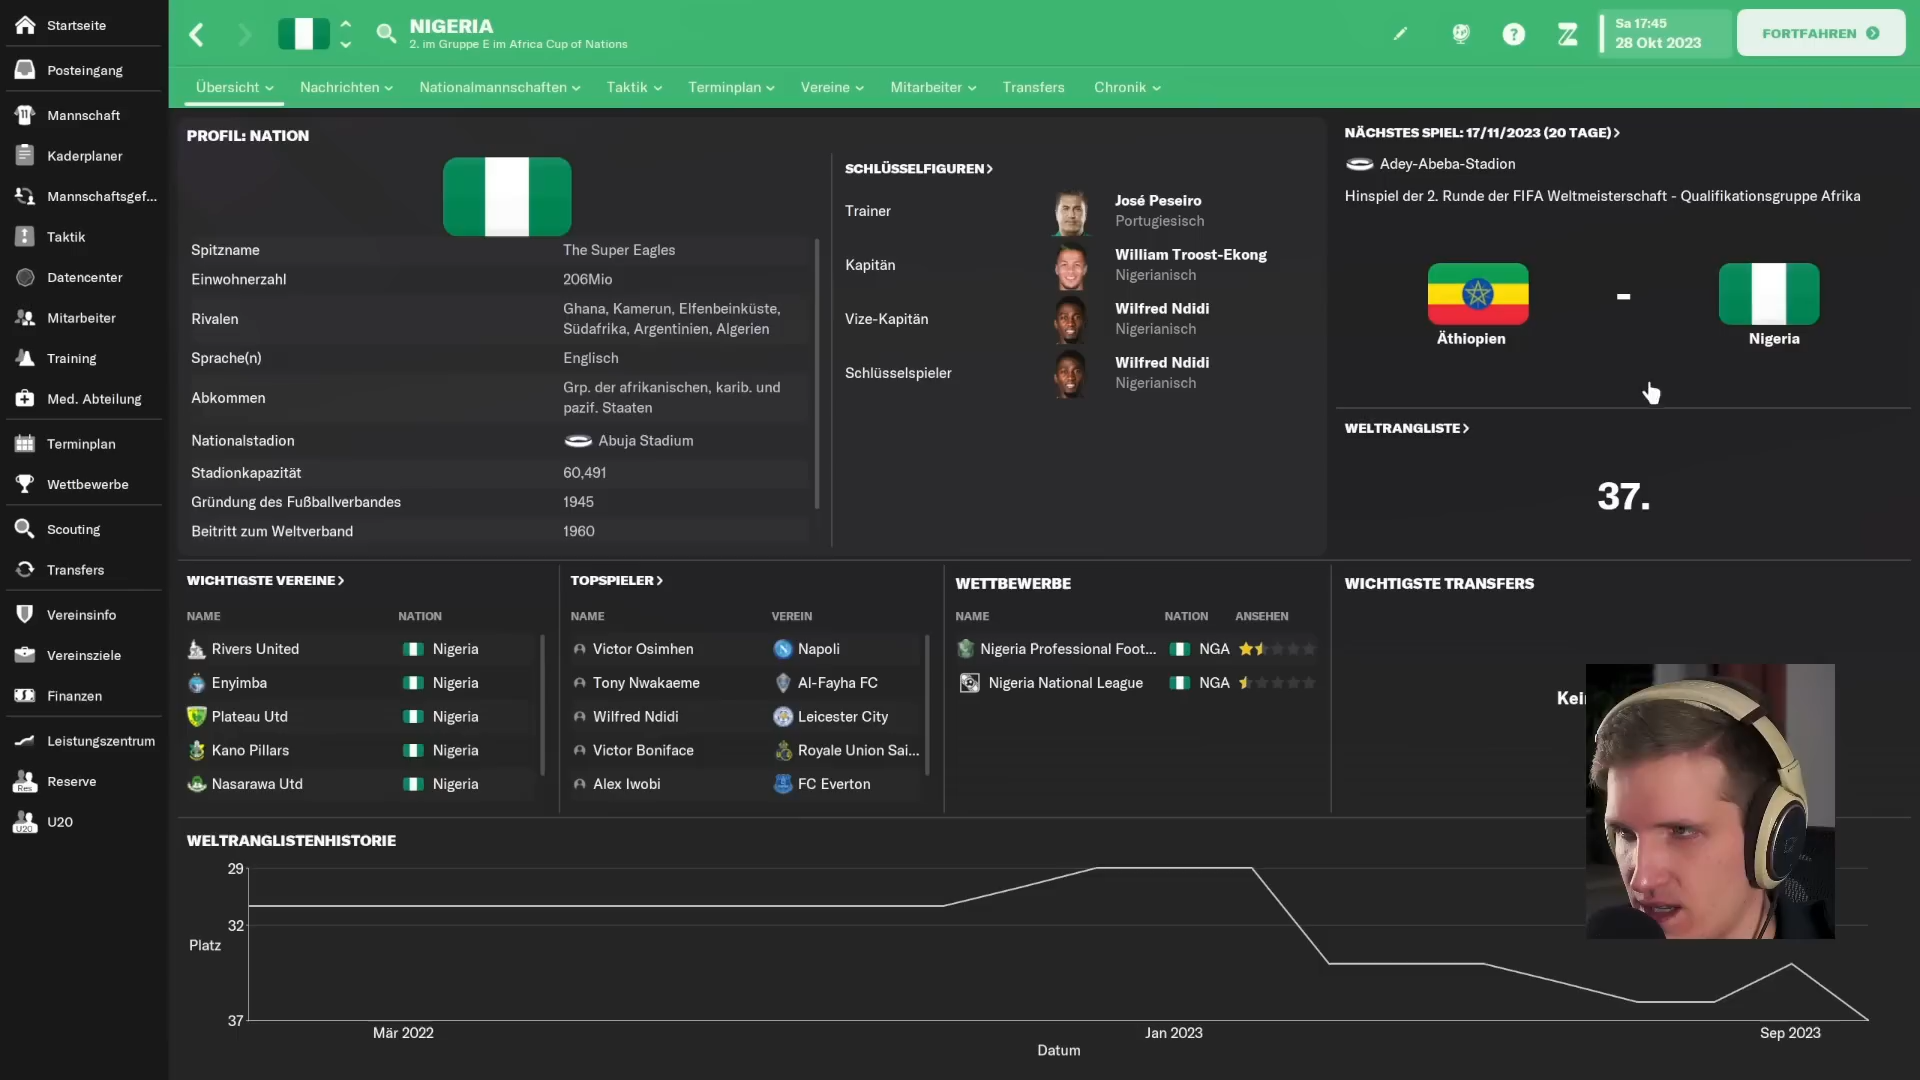 Startseite
Posteingang
Mannschaft
Kaderplaner
Mannschaftsgef...
Taktik
Datencenter
Mitarbeiter
Training
Med. Abteilung
Terminplan
Wettbewerbe
Scouting
Transfers
Vereinsinfo
Vereinsziele
Finanzen
Leistungszentrum
Res
Reserve
U20
U20
NIGERIA
2. im Gruppe E im Africa Cup of Nations
Sa 17:45
28 Okt 2023
FORTFAHREN
Übersicht Nachrichten Nationalmannschaften Taktik Terminplan Vereine Mitarbeiter Transfers Chronik
PROFIL: NATION
Spitzname The Super Eagles
Einwohnerzahl 206Mio
Rivalen Ghana, Kamerun, Elfenbeinküste,
Südafrika, Argentinien, Algerien
Sprache(n) Englisch
Abkommen Grp. der afrikanischen, karib. und
pazif. Staaten
Nationalstadion Abuja Stadium
Stadionkapazität 60,491
Gründung des Fußballverbandes 1945
Beitritt zum Weltverband 1960
SCHLÜSSELFIGUREN>
Trainer José Peseiro
Portugiesisch
Kapitän William Troost-Ekong
Nigerianisch
Vize-Kapitän Wilfred Ndidi
Nigerianisch
Schlüsselspieler Wilfred Ndidi
Nigerianisch
NÄCHSTES SPIEL: 17/11/2023 (20 TAGE)>
Adey-Abeba-Stadion
Hinspiel der 2. Runde der FIFA Weltmeisterschaft - Qualifikationsgruppe Afrika
-
Äthiopien Nigeria
WELTRANGLISTE>
37.
WICHTIGSTE VEREINE>
NAME NATION
Rivers United Nigeria
Enyimba Nigeria
Plateau Utd Nigeria
Kano Pillars Nigeria
Nasarawa Utd Nigeria
TOPSPIELER>
NAME VEREIN
Victor Osimhen Napoli
Tony Nwakaeme Al-Fayha FC
Wilfred Ndidi Leicester City
Victor Boniface Royale Union Sai...
Alex Iwobi FC Everton
WETTBEWERBE
NAME NATION ANSEHEN
Nigeria Professional Foot... NGA
Nigeria National League NGA
WICHTIGSTE TRANSFERS
WELTRANGLISTENHISTORIE
29
32
Platz
37
Mär 2022 Jan 2023 Sep 2023
Datum